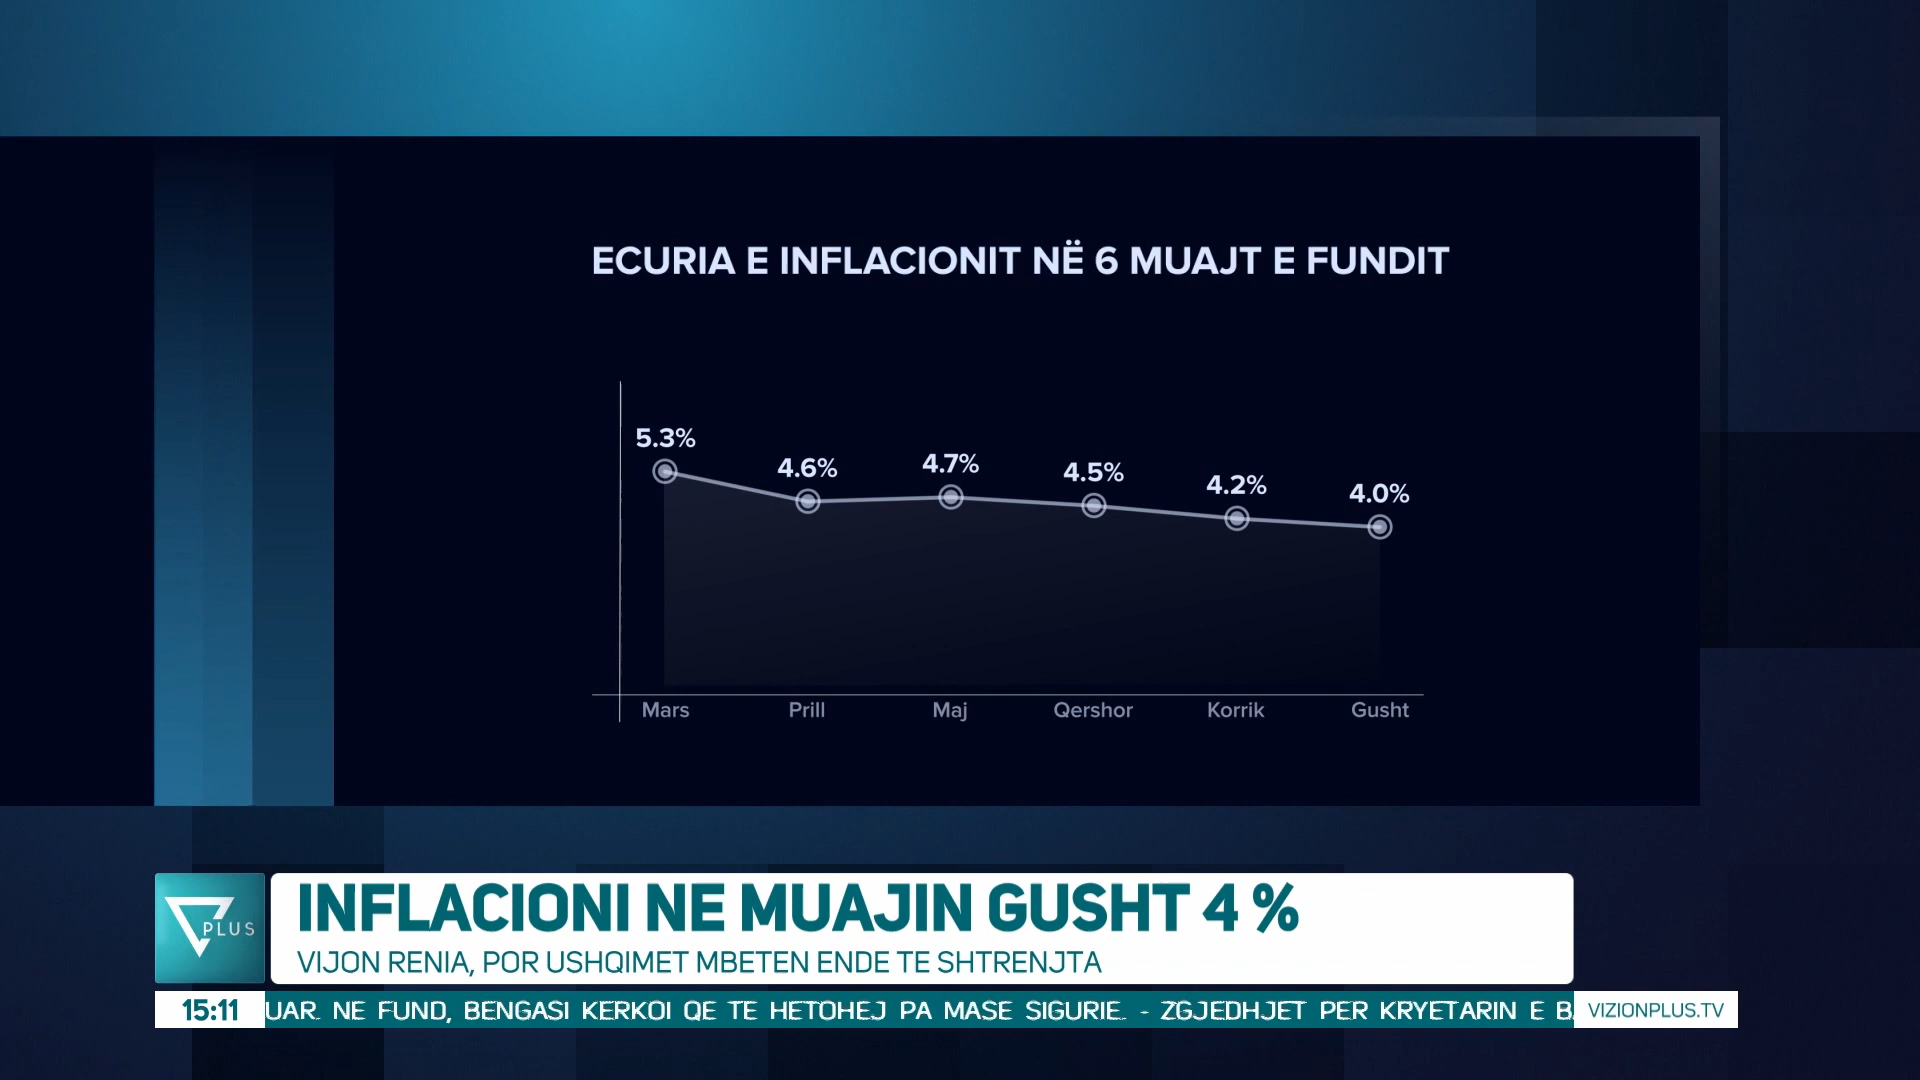 ECURIA E INFLACIONIT NË 6 MUAJT E FUNDIT
5.3% 4.6% 4.7% 4.5% 4.2% 4.0%
Mars Prill Maj Qershor Korrik Gusht
PLUS
INFLACIONI NE MUAJIN GUSHT 4 %
VIJON RENIA, POR USHQIMET MBETEN ENDE TE SHTRENJTA
15:11 UAR. NE FUND, BENGASI KERKOI QE TE HETOHEJ PA MASE SIGURIE. - ZGJEDHJET PER KRYETARIN E B VIZIONPLUS.TV